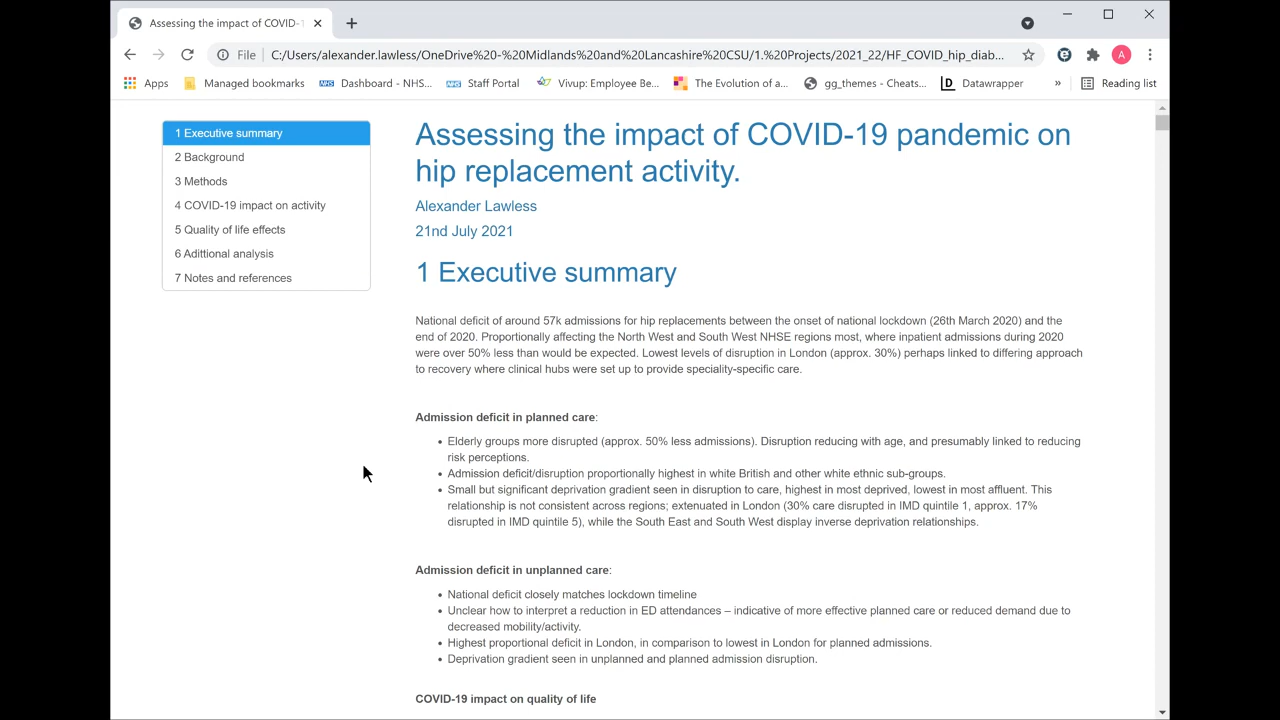 Assessing the impact of COVID-1
File
C:/Users/alexander.lawless/OneDrive%20-%20Midlands%20and%20Lancashire%20CSU/1.%20Projects/2021_22/HF_COVID_hip_diab...
A
Apps
Managed bookmarks
NHS
Dashboard - NHS...
NHS
Staff Portal
Vivup: Employee Be...
The Evolution of a...
gg_themes - Cheats...
D
Datawrapper
»
Reading list
1 Executive summary
2 Background
3 Methods
4 COVID-19 impact on activity
5 Quality of life effects
6 Adittional analysis
7 Notes and references
Assessing the impact of COVID-19 pandemic on
hip replacement activity.
Alexander Lawless
21nd July 2021
1 Executive summary
National deficit of around 57k admissions for hip replacements between the onset of national lockdown (26th March 2020) and the
end of 2020. Proportionally affecting the North West and South West NHSE regions most, where inpatient admissions during 2020
were over 50% less than would be expected. Lowest levels of disruption in London (approx. 30%) perhaps linked to differing approach
to recovery where clinical hubs were set up to provide speciality-specific care.
Admission deficit in planned care:
• Elderly groups more disrupted (approx. 50% less admissions). Disruption reducing with age, and presumably linked to reducing
risk perceptions.
• Admission deficit/disruption proportionally highest in white British and other white ethnic sub-groups.
• Small but significant deprivation gradient seen in disruption to care, highest in most deprived, lowest in most affluent. This
relationship is not consistent across regions; extenuated in London (30% care disrupted in IMD quintile 1, approx. 17%
disrupted in IMD quintile 5), while the South East and South West display inverse deprivation relationships.
Admission deficit in unplanned care:
• National deficit closely matches lockdown timeline
• Unclear how to interpret a reduction in ED attendances – indicative of more effective planned care or reduced demand due to
decreased mobility/activity.
• Highest proportional deficit in London, in comparison to lowest in London for planned admissions.
• Deprivation gradient seen in unplanned and planned admission disruption.
COVID-19 impact on quality of life